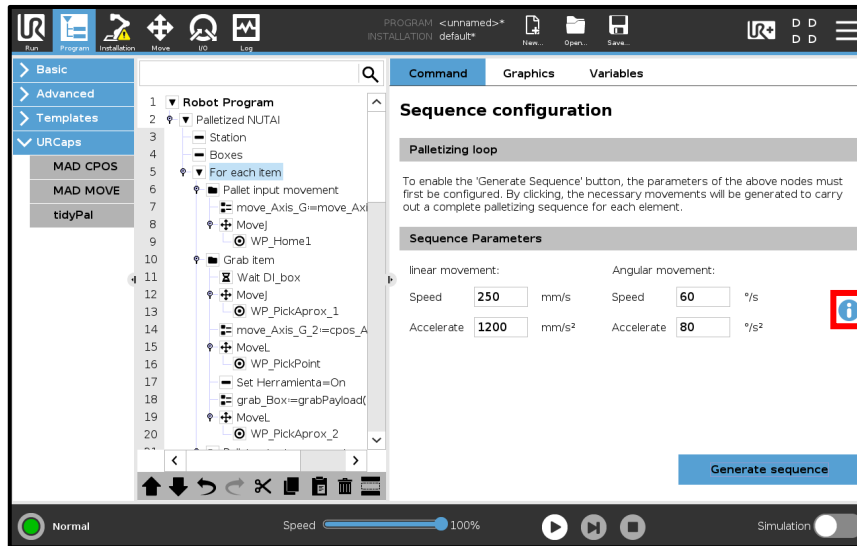 PROGRAM <unnamed>*
INSTALLATION default*
Run Program Installation Move I/O Log New... Open... Save...
UR+
D D
D D
Basic
Advanced
Templates
URCaps
MAD CPOS
MAD MOVE
tidyPal
1 Robot Program
2 Palletized NUTAI
3 Station
4 Boxes
5 For each item
6 Pallet input movement
7 move_Axis_G≔move_Axi
8 MoveJ
9 WP_Home1
10 Grab item
11 Wait DI_box
12 MoveJ
13 WP_PickAprox_1
14 move_Axis_G_2≔cpos_A
15 MoveL
16 WP_PickPoint
17 Set Herramienta=On
18 grab_Box≔grabPayload(
19 MoveL
20 WP_PickAprox_2
Command Graphics Variables
Sequence configuration
Palletizing loop
To enable the 'Generate Sequence' button, the parameters of the above nodes must
first be configured. By clicking, the necessary movements will be generated to carry
out a complete palletizing sequence for each element.
Sequence Parameters
linear movement: Angular movement:
Speed 250 mm/s Speed 60 °/s
Accelerate 1200 mm/s² Accelerate 80 °/s²
Generate sequence
Normal Speed 100% Simulation